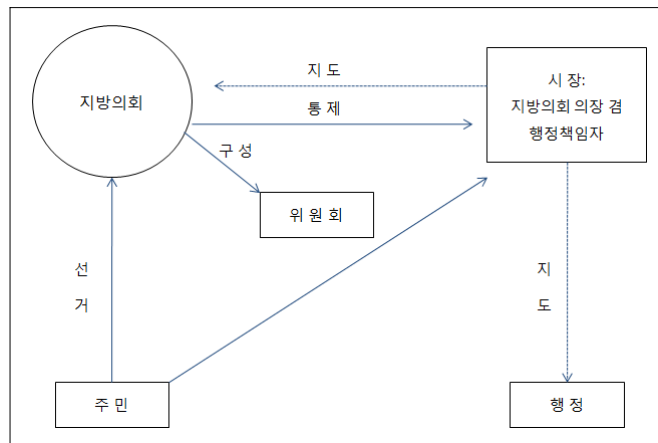 지방의회
지 도
통 제
구 성
위 원 회
시 장:
지방의회 의장 겸
행정책임자
선
거
지
도
주 민
행 정